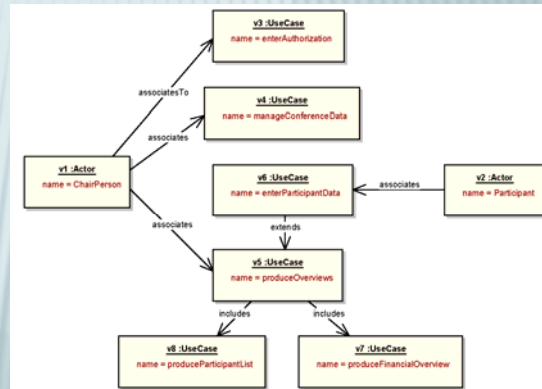 v3 :UseCase
name = enterAuthorization
associatesTo
v4 :UseCase
name = manageConferenceData
associates
v1 :Actor
name = ChairPerson
v6 :UseCase
name = enterParticipantData
associates
v2 :Actor
name = Participant
associates
extends
v5 :UseCase
name = produceOverviews
includes
includes
v8 :UseCase
name = produceParticipantList
v7 :UseCase
name = produceFinancialOverview